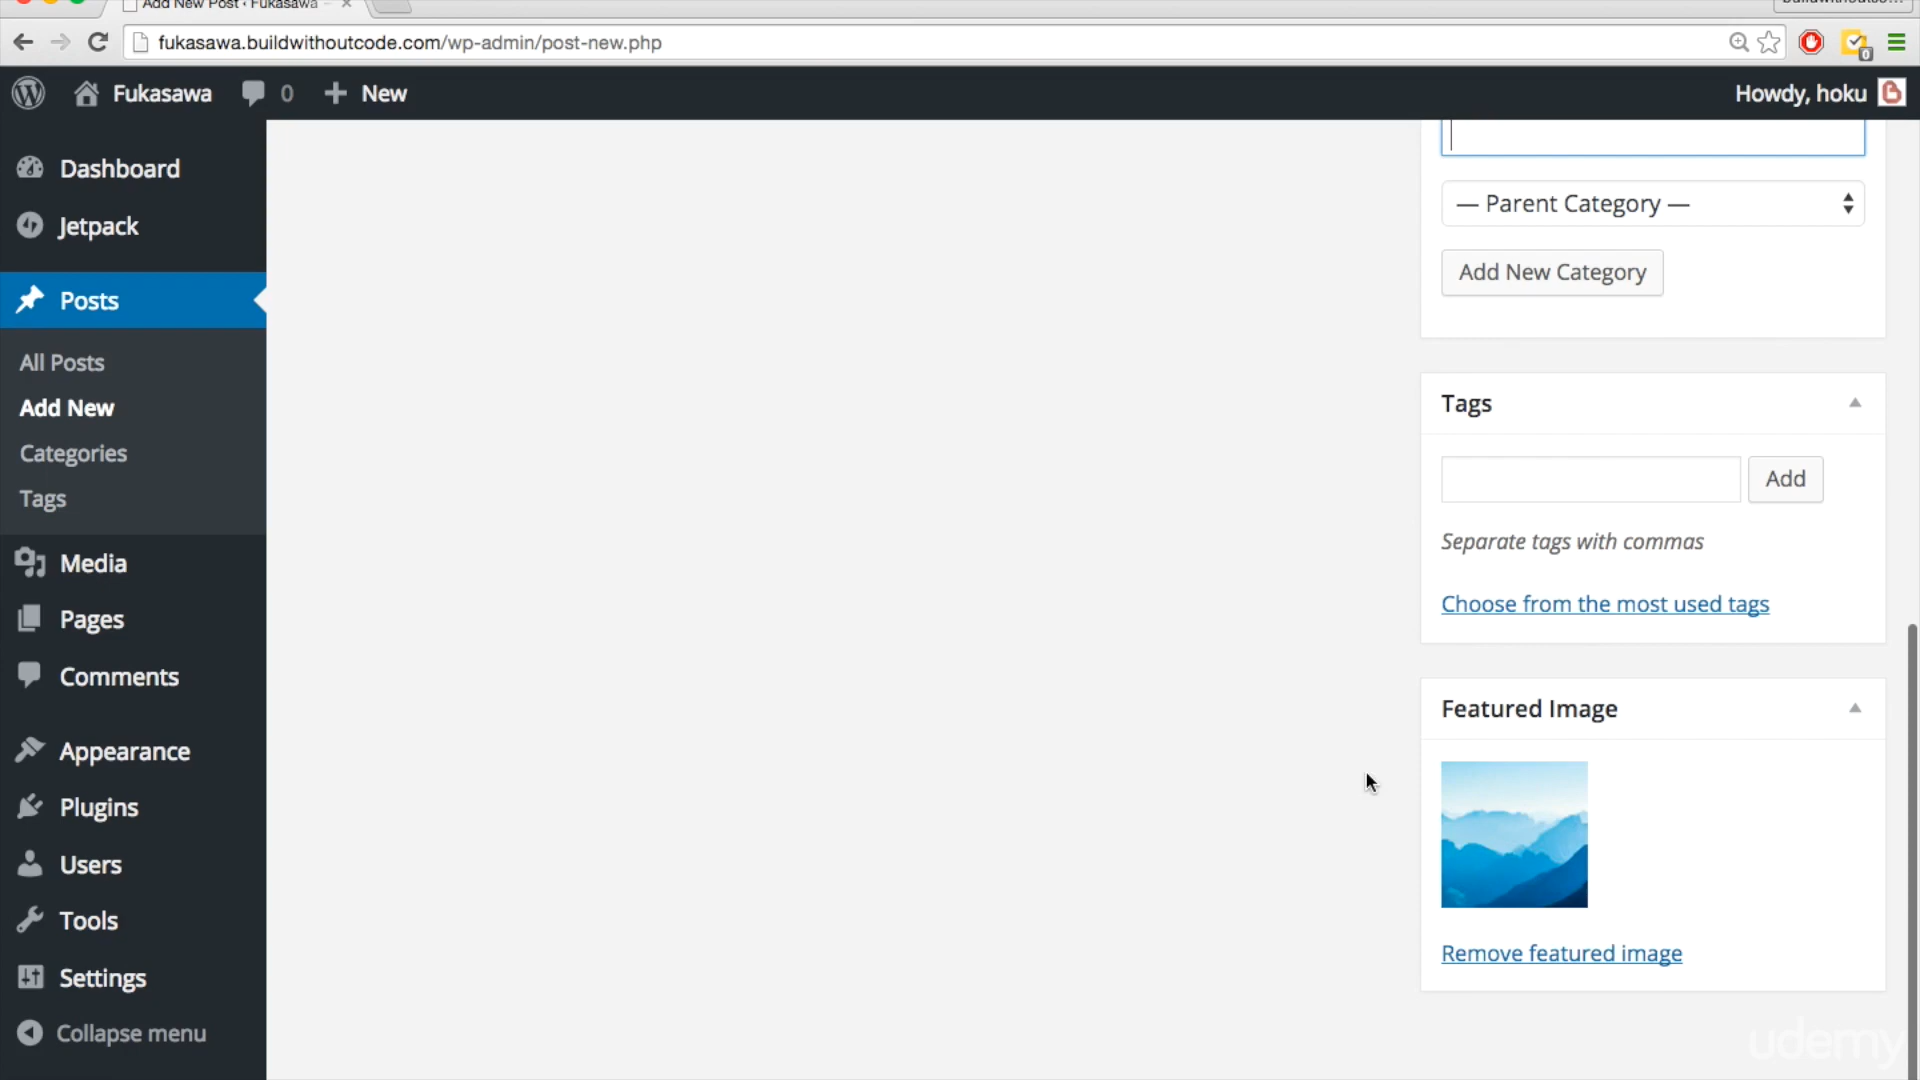 Add New Post ‹ Fukasawa –
fukasawa.buildwithoutcode.com/wp-admin/post-new.php
0
Fukasawa
0
New
Howdy, hoku
Dashboard
Jetpack
Posts
All Posts
Add New
Categories
Tags
Media
Pages
Comments
Appearance
Plugins
Users
Tools
Settings
Collapse menu
— Parent Category —
Add New Category
Tags
Add
Separate tags with commas
Choose from the most used tags
Featured Image
Remove featured image
udemy